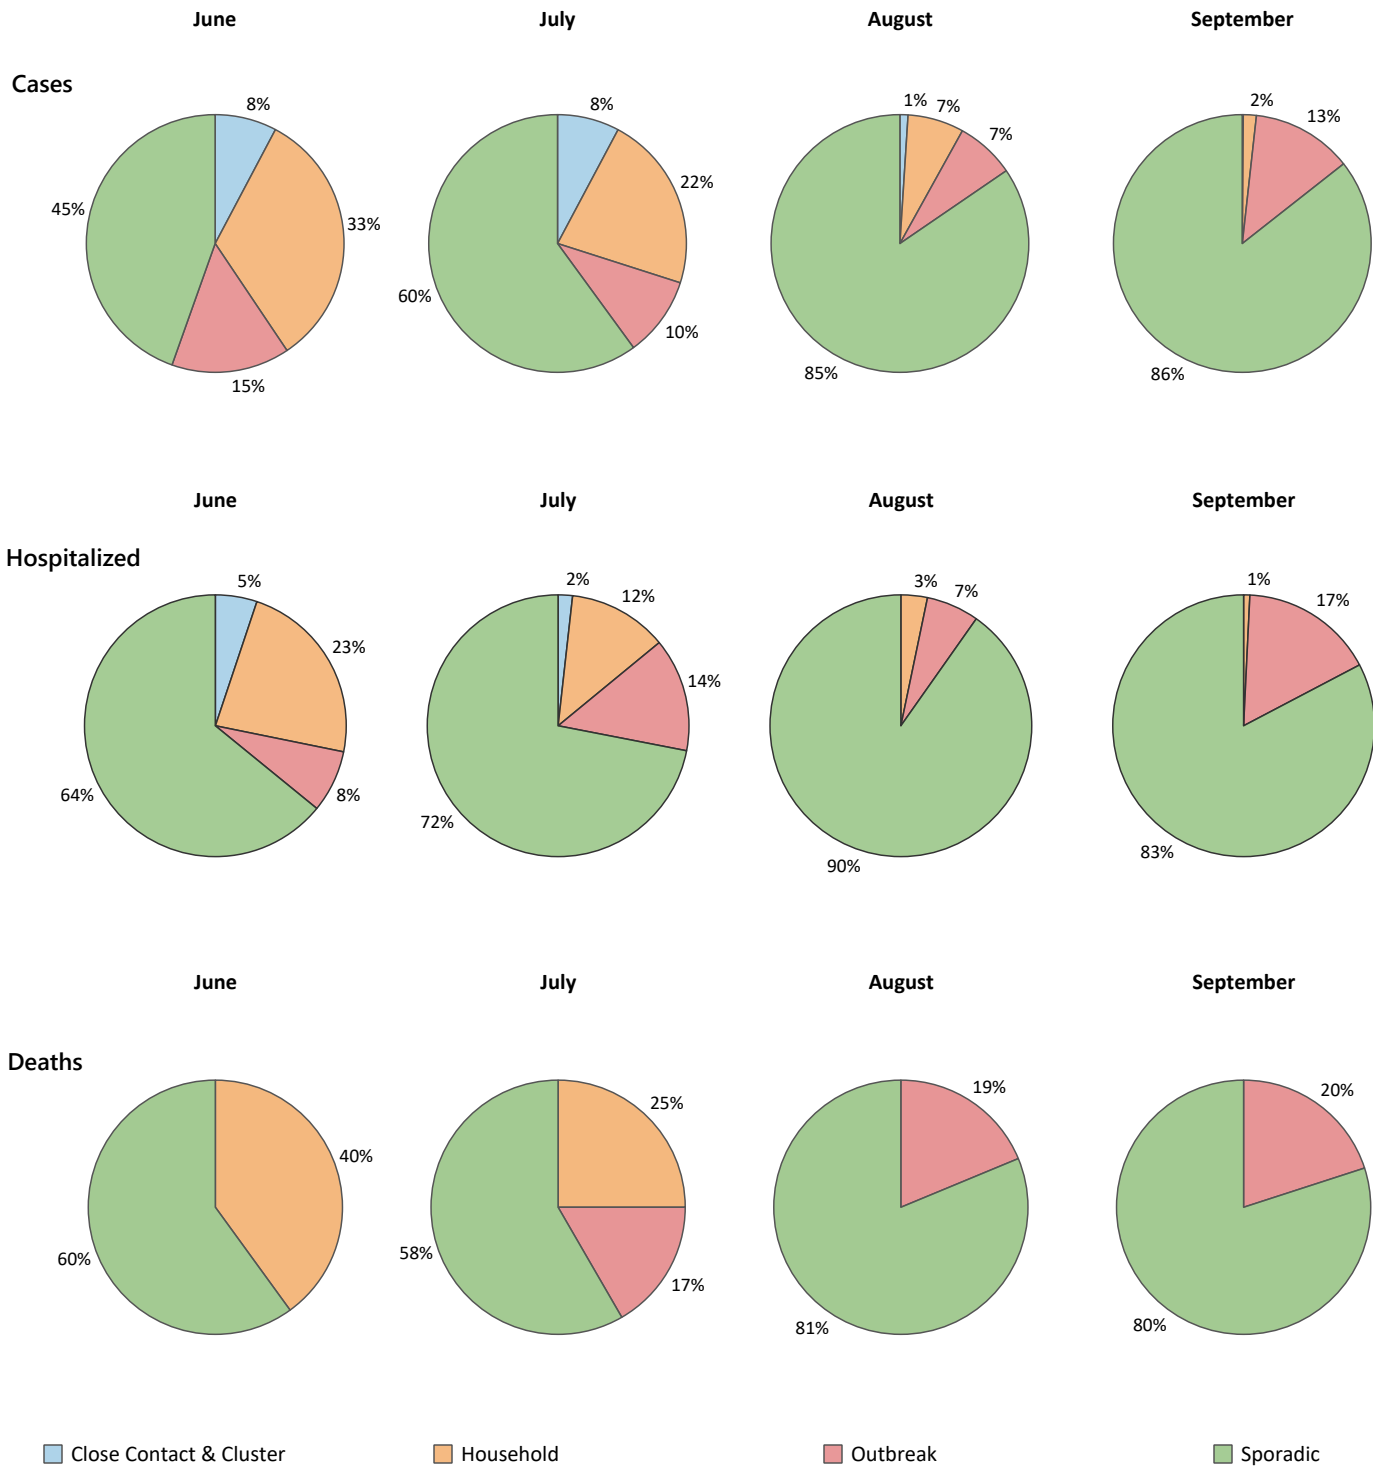 June July August September
Cases
8% 8% 1% 7% 2% 13%
7%
22%
45% 33%
60%
10%
85% 86%
15%
June July August September
Hospitalized
5% 2% 12% 3% 7% 1% 17%
23%
14%
64% 8%
72%
90% 83%
June July August September
Deaths
25% 19% 20%
40%
60% 58%
17%
81% 80%
Close Contact & Cluster Household Outbreak Sporadic